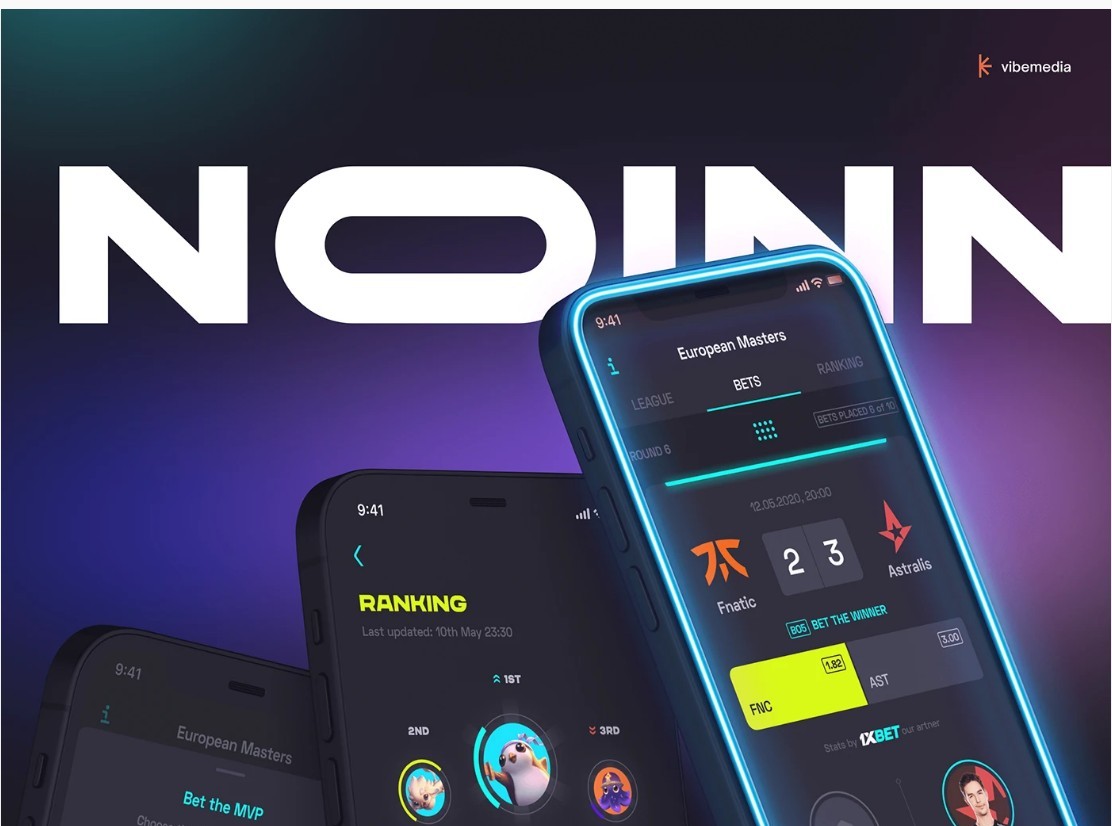 vibemedia
NOINN
9:41
European Masters
LEAGUE BETS RANKING
ROUND 6 BETS PLACED 6 of 10
12.05.2020, 20:00
Fnatic 2 3 Astralis
BO5 BET THE WINNER
FNC 1.82 AST 3.00
Stats by 1XBET our artner
9:41
RANKING
Last updated: 10th May 23:30
1ST
2ND
3RD
9:41
European Masters
Bet the MVP